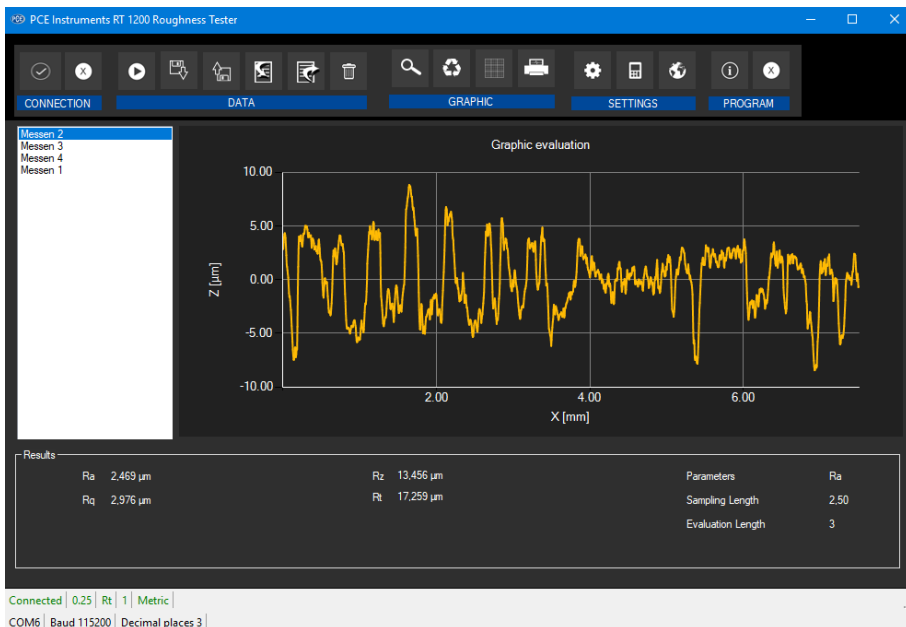 PCE PCE Instruments RT 1200 Roughness Tester
CONNECTION DATA GRAPHIC SETTINGS PROGRAM
Messen 2
Messen 3
Messen 4
Messen 1
Graphic evaluation
10.00
5.00
0.00
-5.00
-10.00
Z [µm]
2.00 4.00 6.00
X [mm]
Results
Ra 2,469 µm Rz 13,456 µm Parameters Ra
Rq 2,976 µm Rt 17,259 µm Sampling Length 2,50
Evaluation Length 3
Connected 0.25 Rt 1 Metric
COM6 Baud 115200 Decimal places 3